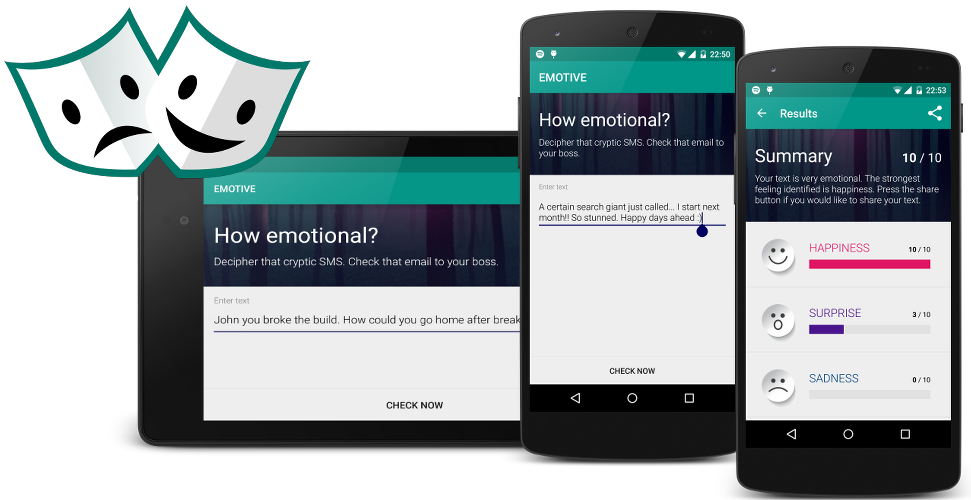 EMOTIVE
How emotional?
Decipher that cryptic SMS. Check that email to your boss.
Enter text
John you broke the build. How could you go home after break
CHECK NOW
22:50
EMOTIVE
How emotional?
Decipher that cryptic SMS. Check that email to
your boss.
Enter text
A certain search giant just called... I start next
month!! So stunned. Happy days ahead :)
CHECK NOW
22:53
Results
Summary 10 / 10
Your text is very emotional. The strongest
feeling identified is happiness. Press the share
button if you would like to share your text.
HAPPINESS 10 / 10
SURPRISE 3 / 10
SADNESS 0 / 10